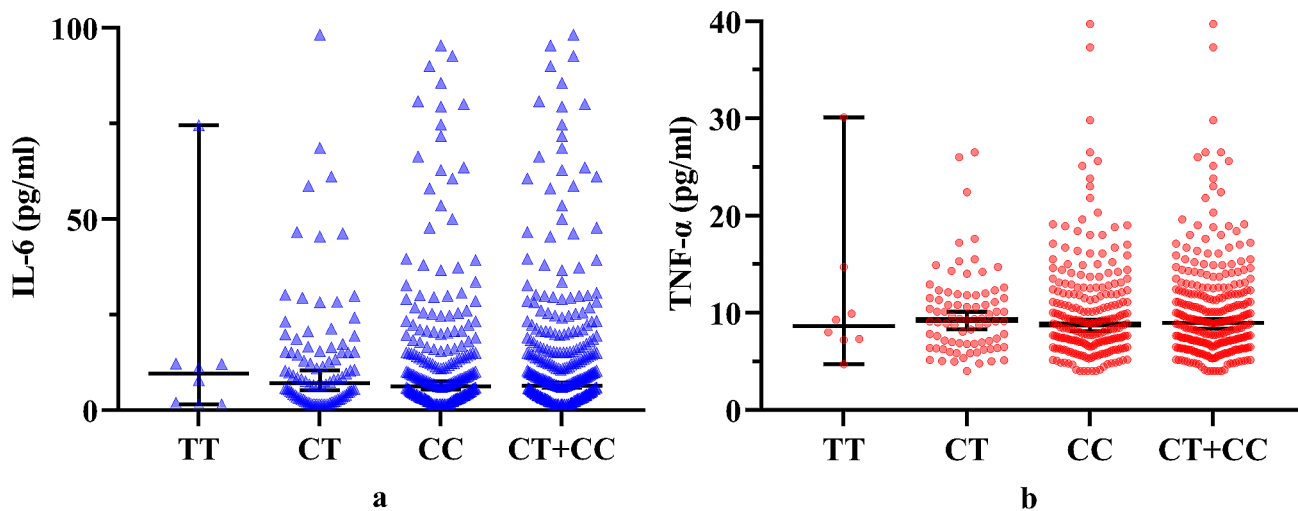 IL-6 (pg/ml)
100
50
0
TT CT CC CT+CC
a
TNF-α (pg/ml)
40
30
20
10
0
TT CT CC CT+CC
b